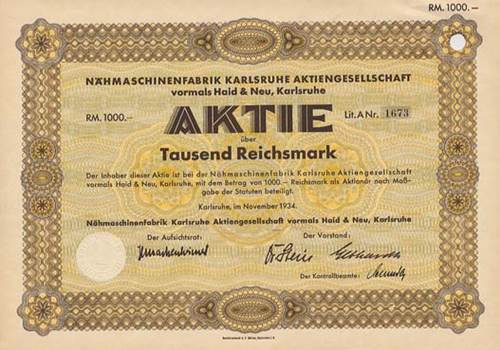 RM. 1000.—
NÄHMASCHINENFABRIK KARLSRUHE AKTIENGESELLSCHAFT
vormals Haid & Neu, Karlsruhe
RM. 1000.— AKTIE Lit. A Nr. 1673
über
Tausend Reichsmark
Der Inhaber dieser Aktie ist bei der Nähmaschinenfabrik Karlsruhe Aktiengesellschaft
vormals Haid & Neu, Karlsruhe, mit dem Betrag von 1000.— Reichsmark als Aktionär nach Maß-
gabe der Statuten beteiligt.
Karlsruhe, im November 1934.
Nähmaschinenfabrik Karlsruhe Aktiengesellschaft vormals Haid & Neu, Karlsruhe
Der Aufsichtsrat: Der Vorstand:
Der Kontrollbeamte: